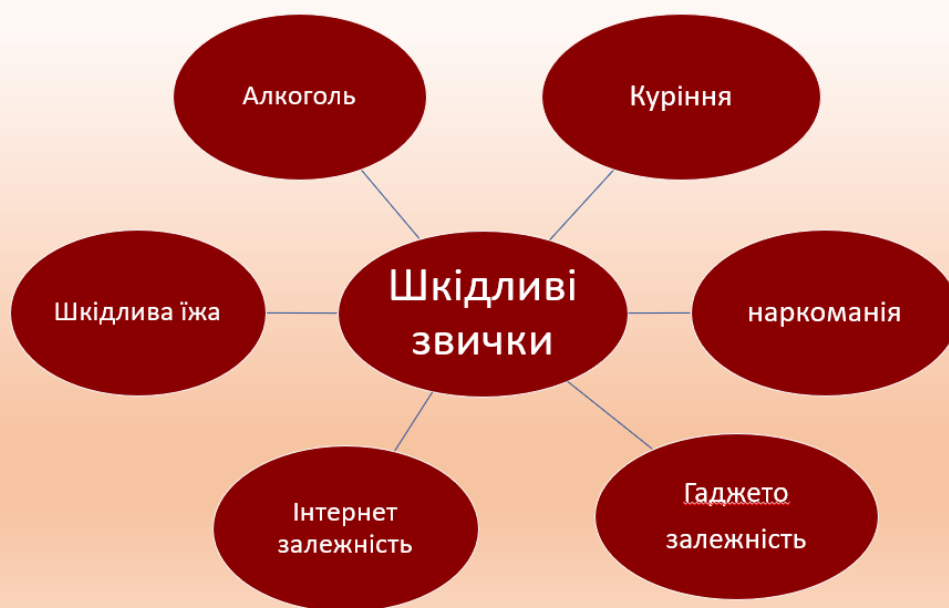 Алкоголь
Куріння
Шкідлива їжа
Шкідливі
звички
наркоманія
Інтернет
залежність
Гаджето
залежність